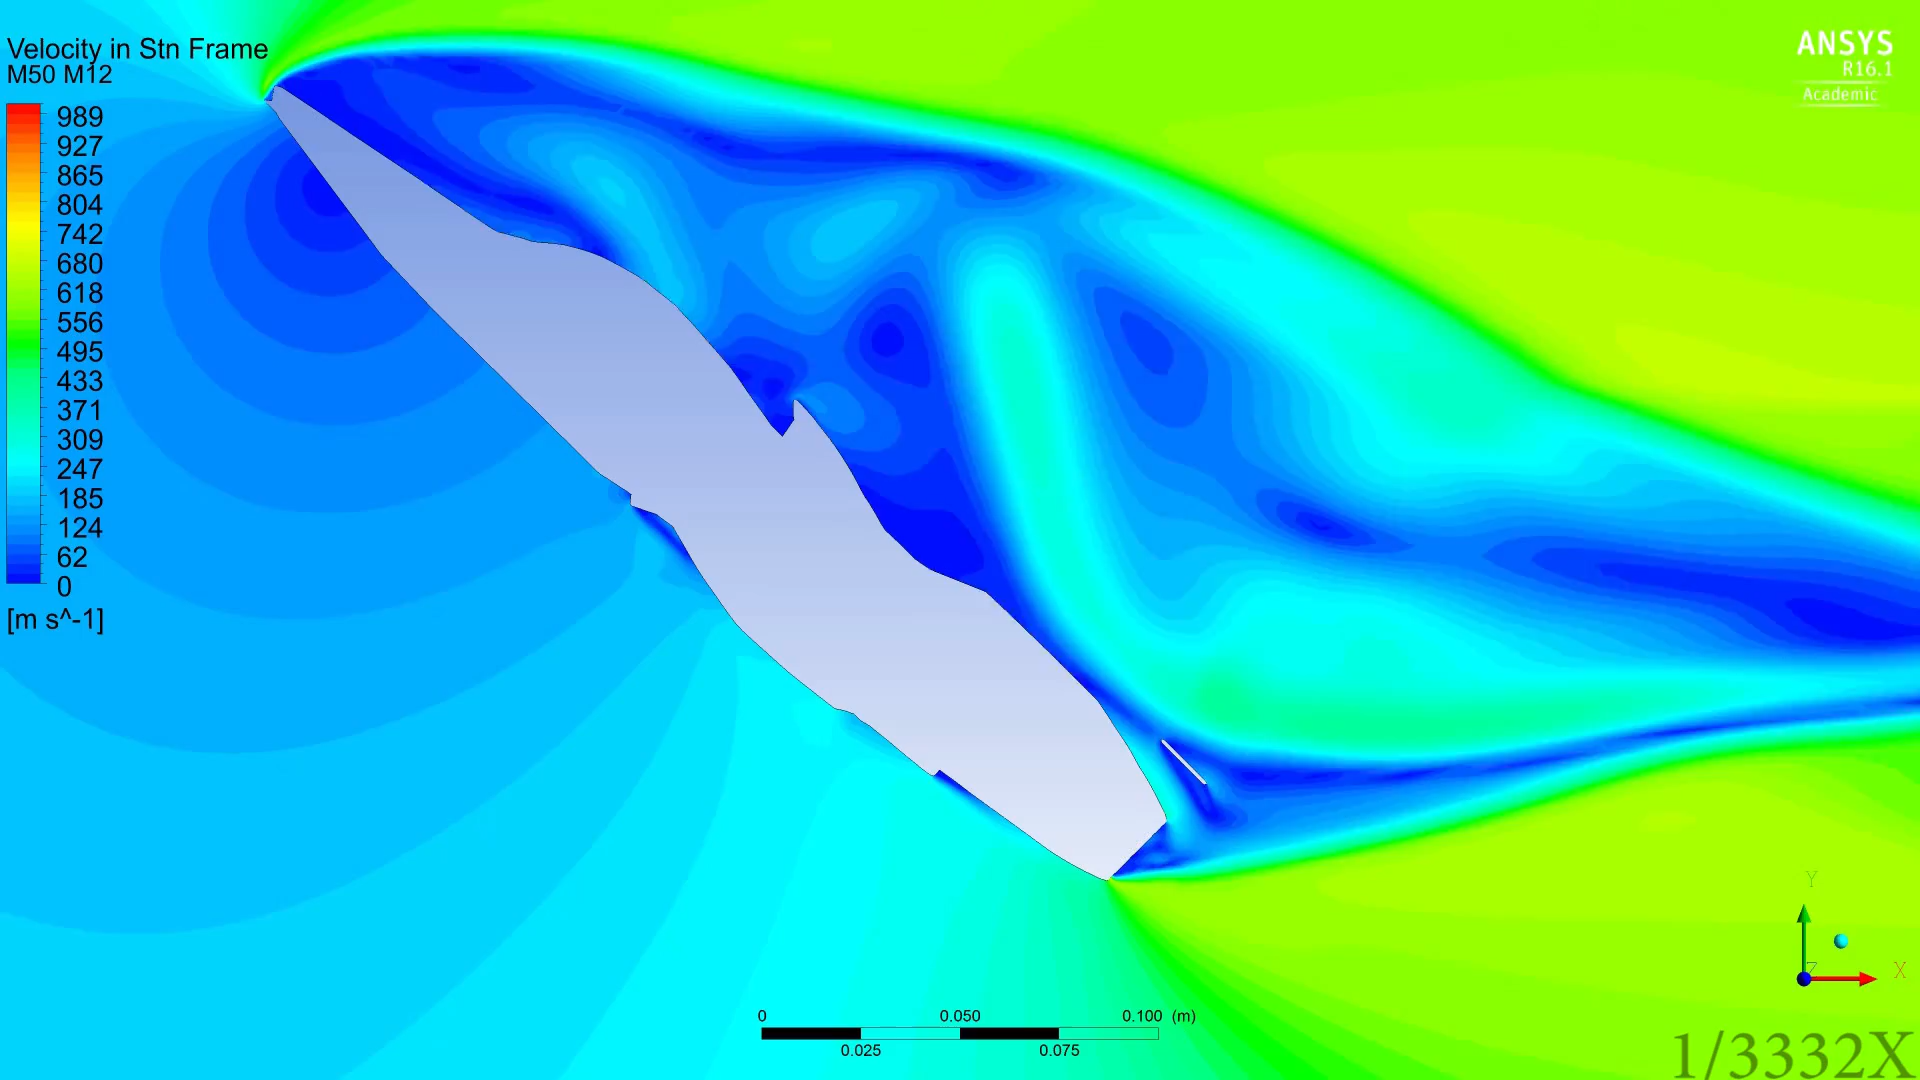 Velocity in Stn Frame
M50 M12
989
927
865
804
742
680
618
556
495
433
371
309
247
185
124
62
0
[m s^-1]
ANSYS
R16.1
Academic
0 0.050 0.100 (m)
0.025 0.075
Y
Z X
1/3332X